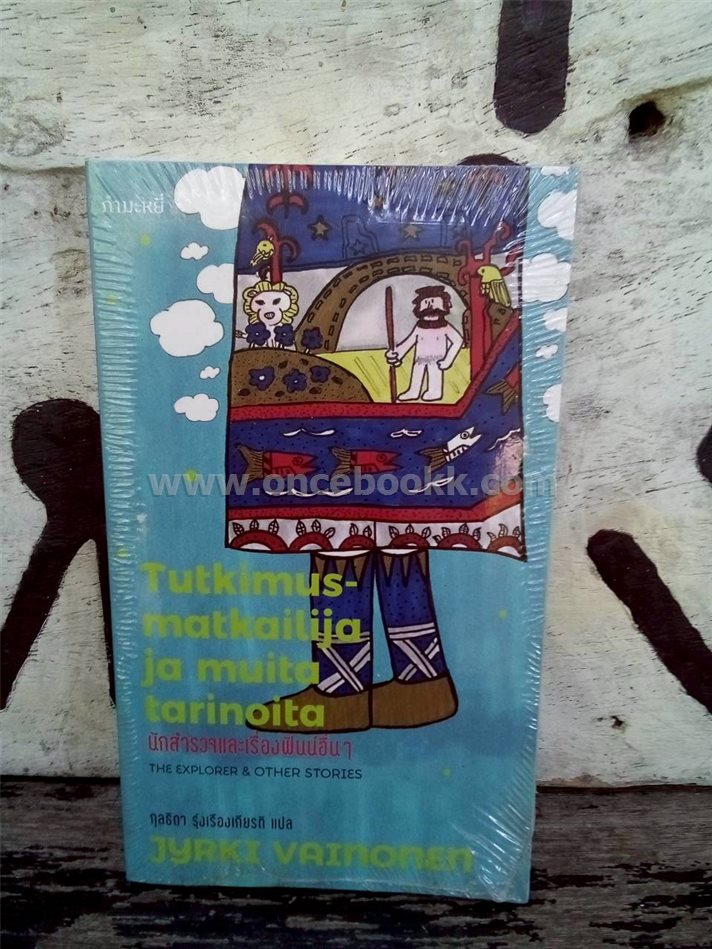 กามะหยี่
www.oncebookk.com
Tutkimus-
matkailija
ja muita
tarinoita
นักสำรวจและเรื่องฟินน์อื่นๆ
THE EXPLORER & OTHER STORIES
กุลธิดา รุ่งเรืองเกียรติ แปล
JYRKI VAINONEN